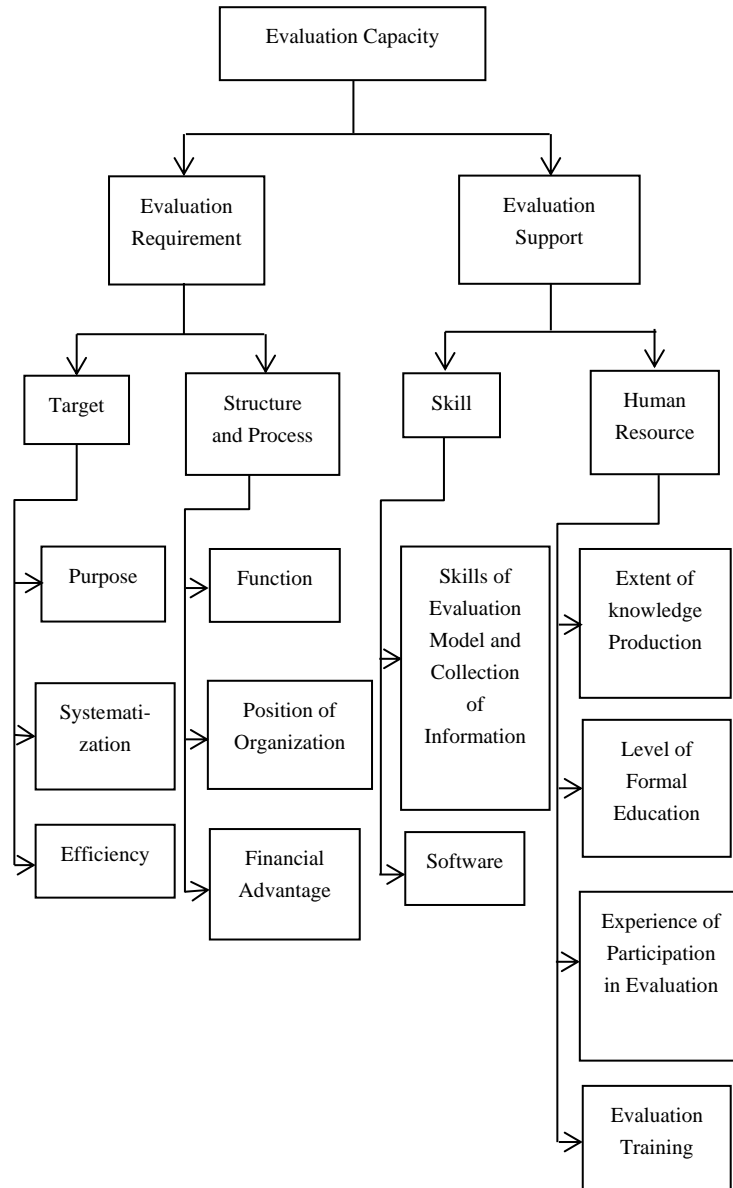 Evaluation Capacity
Evaluation
Requirement
Evaluation
Support
Target
Structure
and Process
Skill
Human
Resource
Purpose
Systemati-
zation
Efficiency
Function
Position of
Organization
Financial
Advantage
Skills of
Evaluation
Model and
Collection
of
Information
Software
Extent of
knowledge
Production
Level of
Formal
Education
Experience of
Participation
in Evaluation
Evaluation
Training